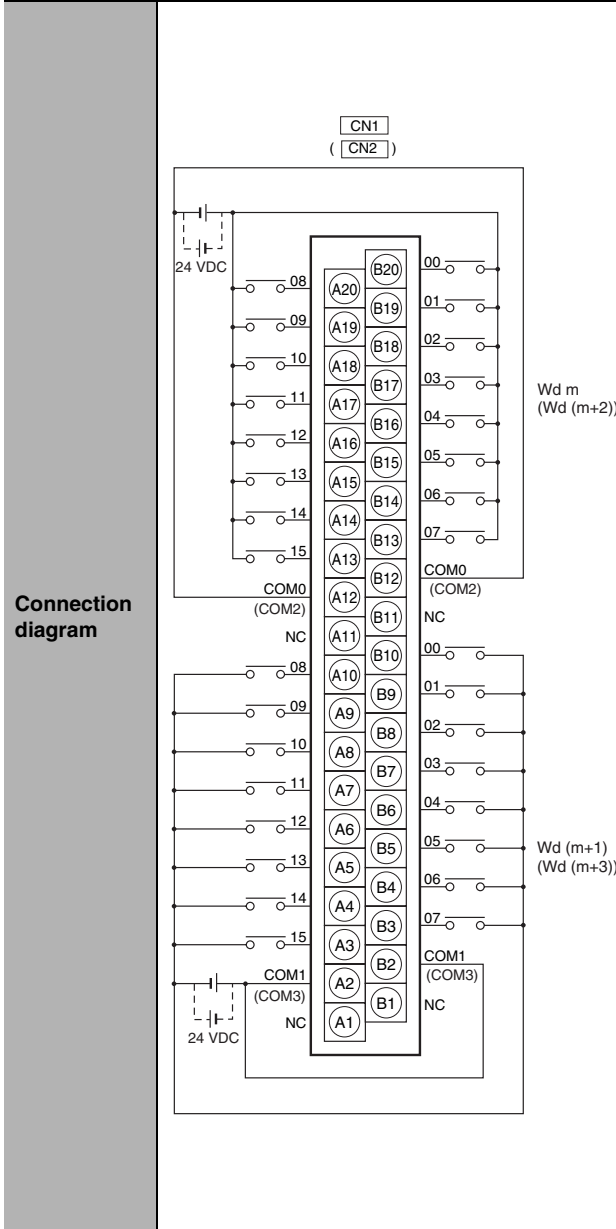 CN1
( CN2 )
24 VDC
08 A20 B20 00
09 A19 B19 01
10 A18 B18 02
11 A17 B17 03
12 A16 B16 04
13 A15 B15 05
14 A14 B14 06
15 A13 B13 07
COM0 A12 B12 COM0
(COM2) (COM2)
NC A11 B11 NC
08 A10 B10 00
09 A9 B9 01
10 A8 B8 02
11 A7 B7 03
12 A6 B6 04
13 A5 B5 05
14 A4 B4 06
15 A3 B3 07
COM1 A2 B2 COM1
(COM3) (COM3)
NC A1 B1 NC
24 VDC
Wd m
(Wd (m+2))
Wd (m+1)
(Wd (m+3))
Connection
diagram